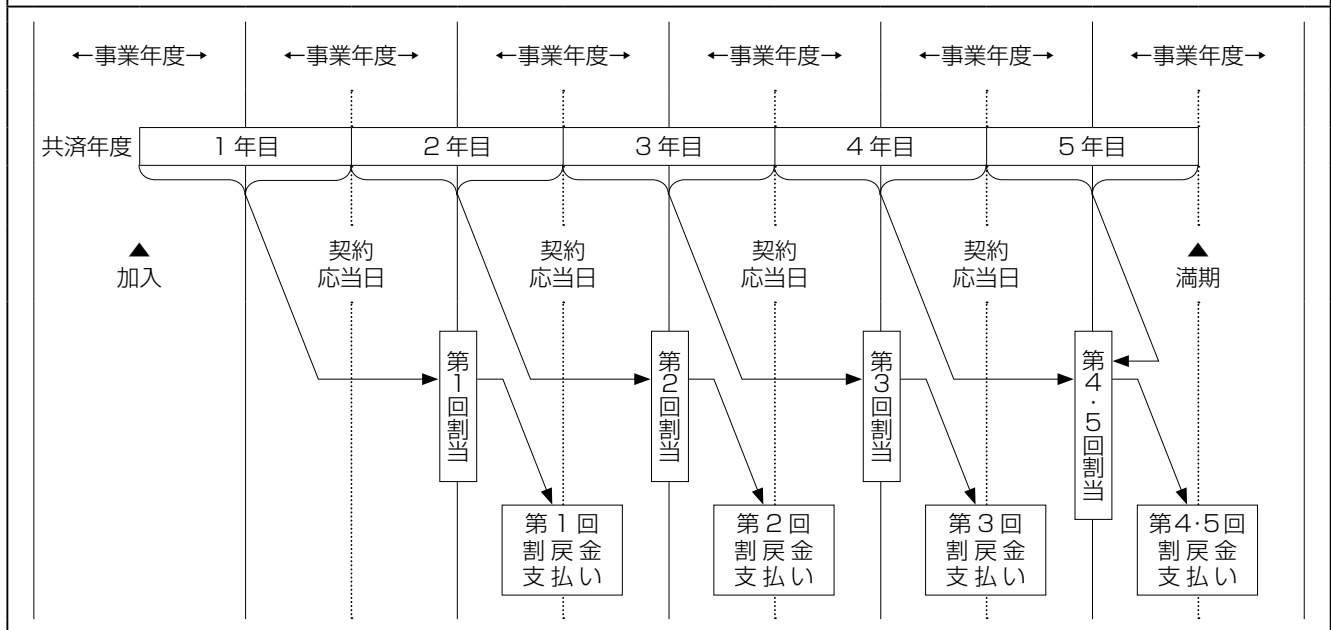 ←事業年度→ ←事業年度→ ←事業年度→ ←事業年度→ ←事業年度→ ←事業年度→
共済年度 1年目 2年目 3年目 4年目 5年目
▲
加入
契約
応当日
契約
応当日
契約
応当日
契約
応当日
▲
満期
第1回割当
第2回割当
第3回割当
第4・5回割当
第1回
割戻金
支払い
第2回
割戻金
支払い
第3回
割戻金
支払い
第4・5回
割戻金
支払い